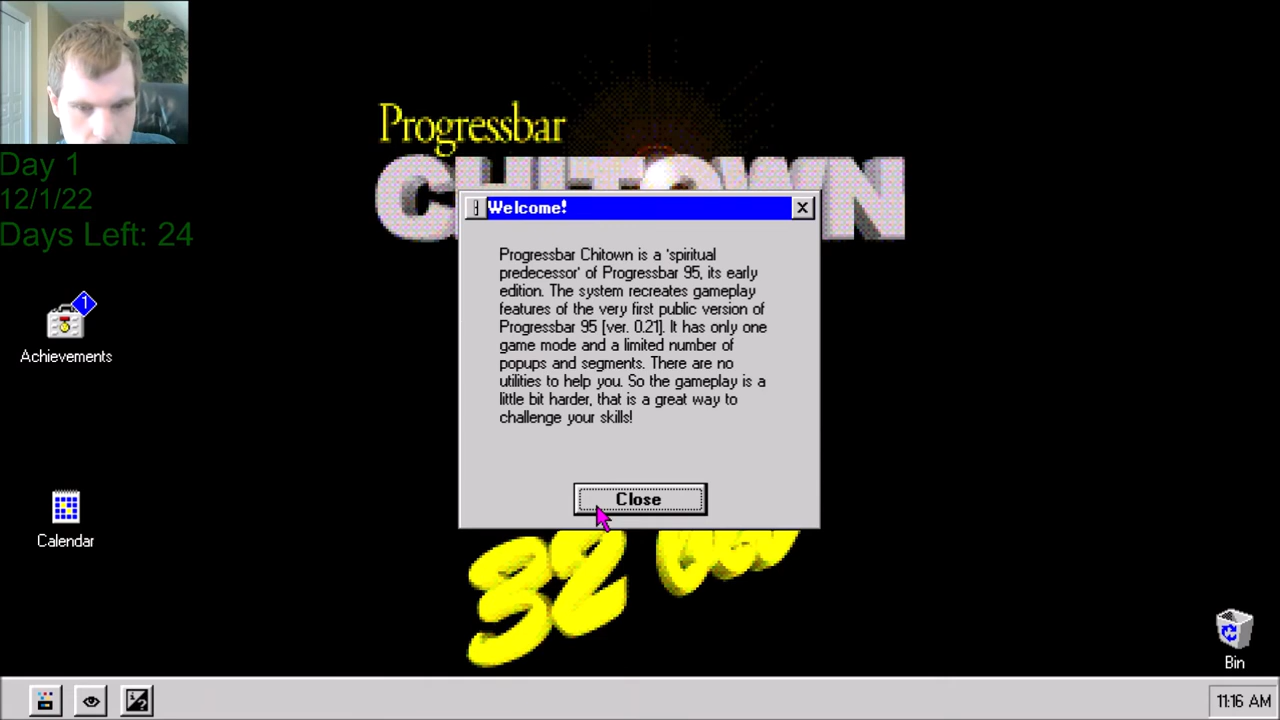 Day 1
12/1/22
Days Left: 24
Progressbar
CHITOWN
Welcome!
Progressbar Chitown is a 'spiritual
predecessor' of Progressbar 95, its early
edition. The system recreates gameplay
features of the very first public version of
Progressbar 95 [ver. 0.21]. It has only one
game mode and a limited number of
popups and segments. There are no
utilities to help you. So the gameplay is a
little bit harder, that is a great way to
challenge your skills!
Close
1
Achievements
Calendar
32
Bin
11:16 AM